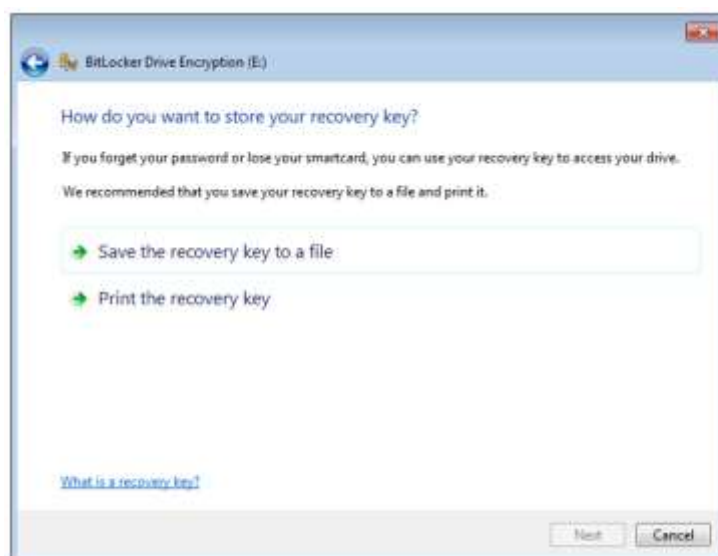 BitLocker Drive Encryption (E:)
How do you want to store your recovery key?
If you forget your password or lose your smartcard, you can use your recovery key to access your drive.
We recommended that you save your recovery key to a file and print it.
Save the recovery key to a file
Print the recovery key
What is a recovery key?
Next Cancel